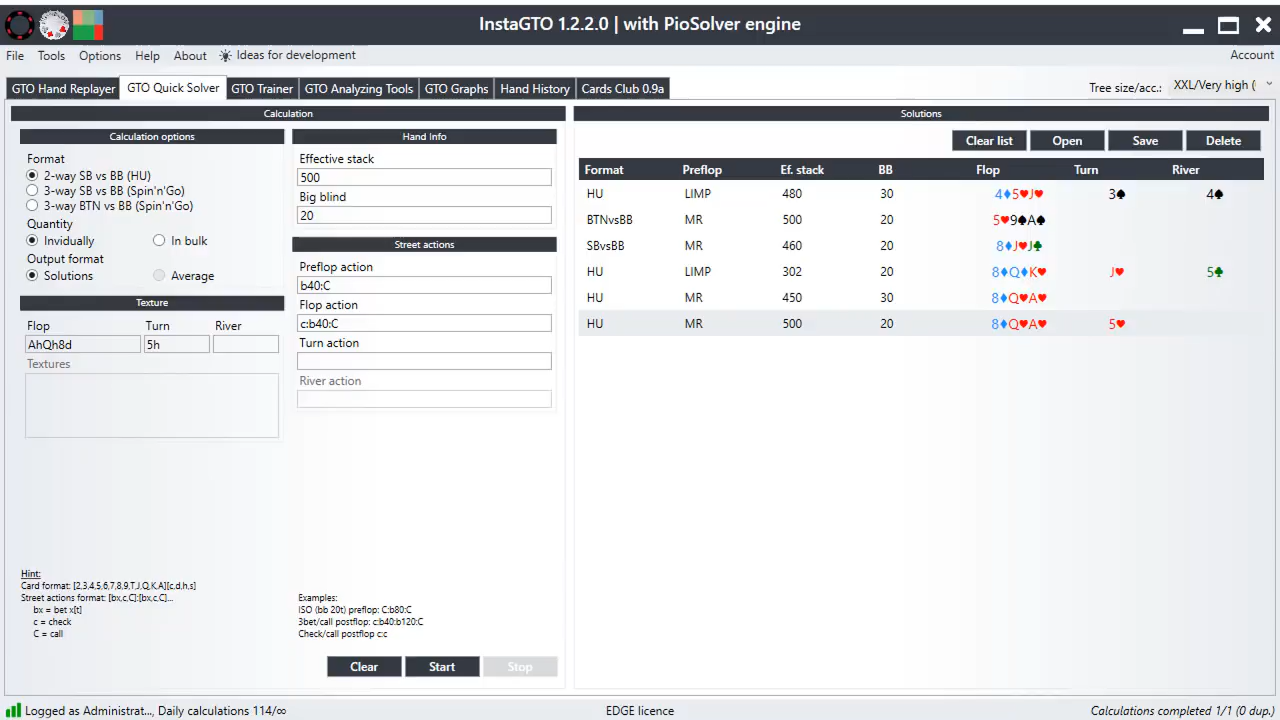 InstaGTO 1.2.2.0 | with PioSolver engine
File Tools Options Help About Ideas for development Account
GTO Hand Replayer GTO Quick Solver GTO Trainer GTO Analyzing Tools GTO Graphs Hand History Cards Club 0.9a Tree size/acc.: XXL/Very high (
Calculation
Calculation options
Format
2-way SB vs BB (HU)
3-way SB vs BB (Spin'n'Go)
3-way BTN vs BB (Spin'n'Go)
Quantity
Invidually In bulk
Output format
Solutions Average
Texture
Flop Turn River
AhQh8d 5h
Textures
Hint:
Card format: [2,3,4,5,6,7,8,9,T,J,Q,K,A][c,d,h,s]
Street actions format: [bx,c,C]:[bx,c,C]...
bx = bet x[t]
c = check
C = call
Hand Info
Effective stack
500
Big blind
20
Street actions
Preflop action
b40:C
Flop action
c:b40:C
Turn action
River action
Examples:
ISO (bb 20t) preflop: C:b80:C
3bet/call postflop: c:b40:b120:C
Check/call postflop c:c
Clear Start Stop
Solutions
Clear list Open Save Delete
Format Preflop Ef. stack BB Flop Turn River
HU LIMP 480 30 4♦5♥J♥ 3♠ 4♠
BTNvsBB MR 500 20 5♥9♠A♠
SBvsBB MR 460 20 8♦J♥J♣
HU LIMP 302 20 8♦Q♦K♥ J♥ 5♣
HU MR 450 30 8♦Q♥A♥
HU MR 500 20 8♦Q♥A♥ 5♥
Logged as Administrat..., Daily calculations 114/∞ EDGE licence Calculations completed 1/1 (0 dup.)